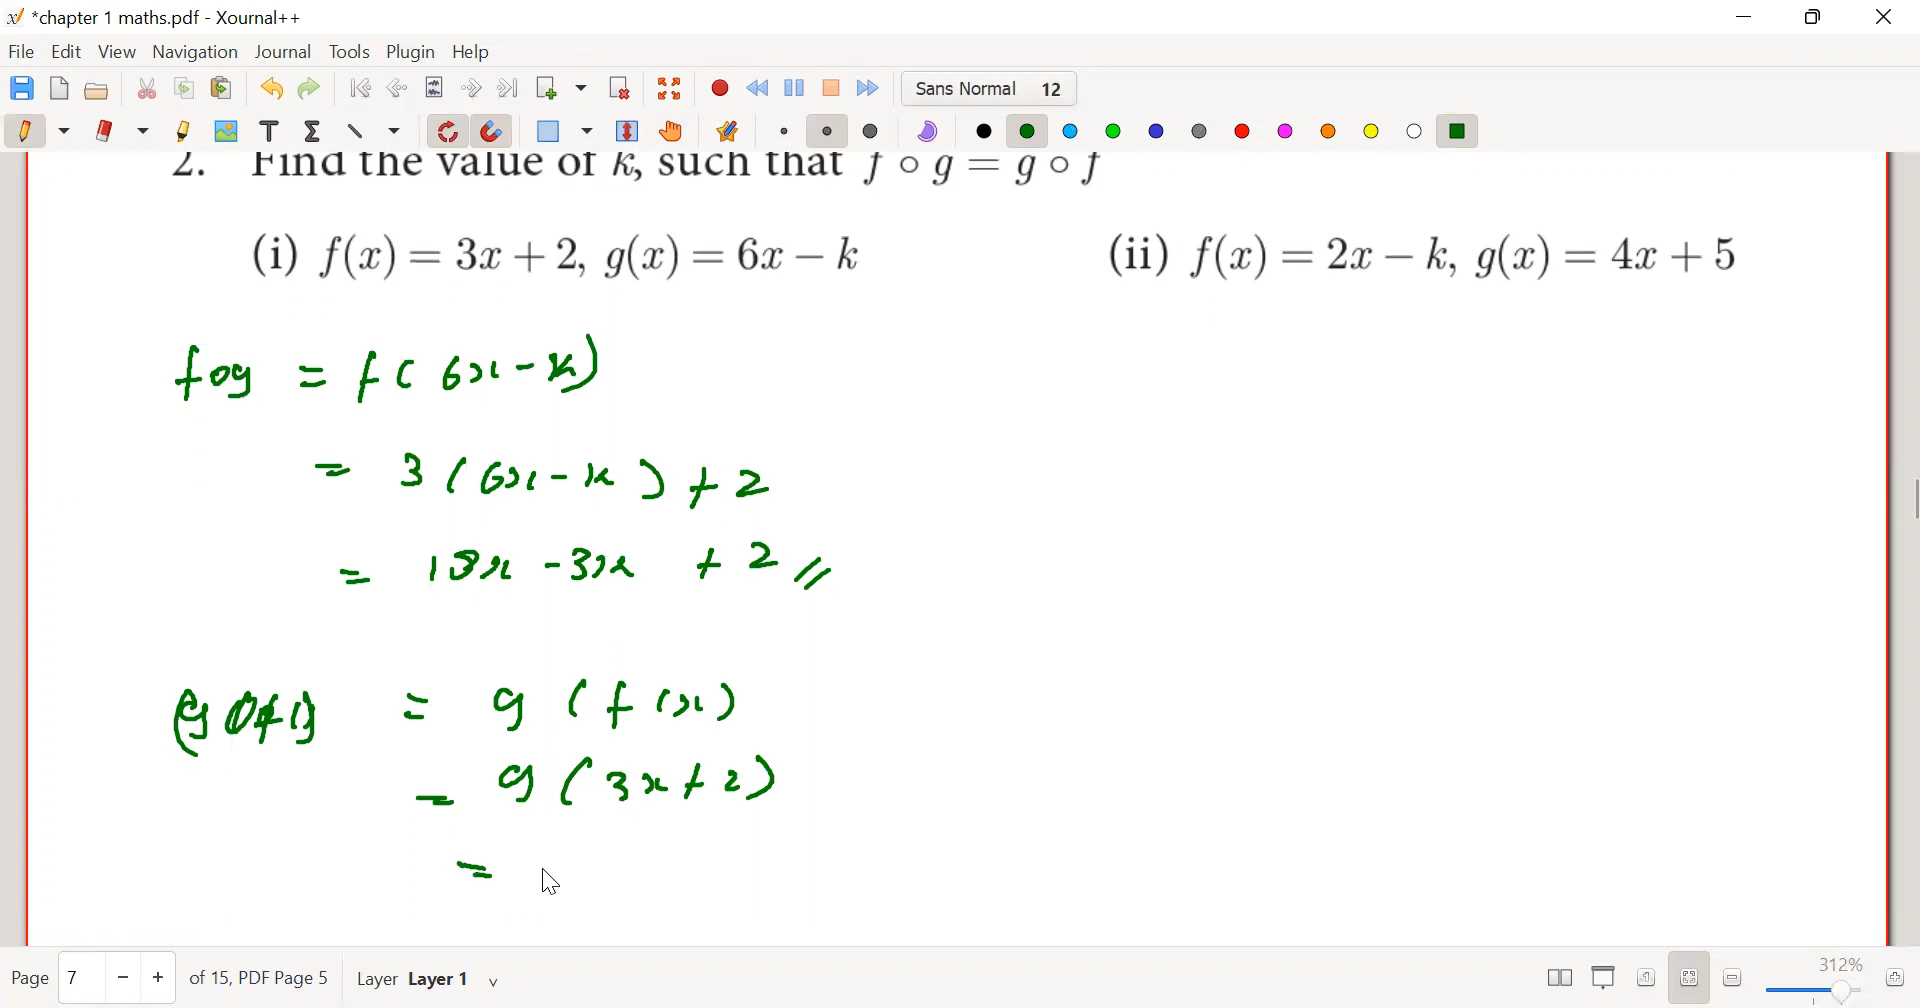 *chapter 1 maths.pdf - Xournal++
File Edit View Navigation Journal Tools Plugin Help
Sans Normal 12
2. Find the value of k, such that f ∘ g = g ∘ f
(i) f(x) = 3x + 2, g(x) = 6x − k
(ii) f(x) = 2x − k, g(x) = 4x + 5
fog = f( 6x - k)
= 3 ( 6x - k ) + 2
= 18x - 3k + 2 //
= g ( f (x)
= g ( 3x + 2 )
=
Page 7 − + of 15, PDF Page 5 Layer Layer 1
312%